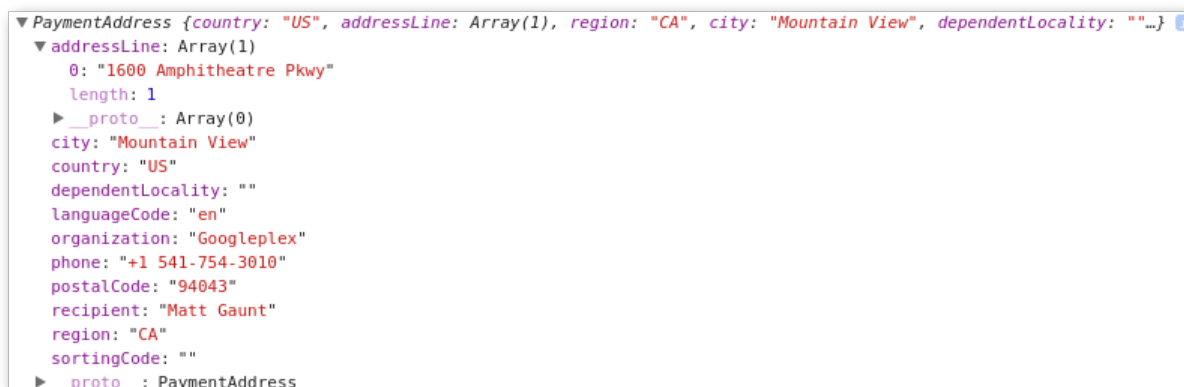 ▼PaymentAddress {country: "US", addressLine: Array(1), region: "CA", city: "Mountain View", dependentLocality: ""…}
▼addressLine: Array(1)
0: "1600 Amphitheatre Pkwy"
length: 1
▶__proto__: Array(0)
city: "Mountain View"
country: "US"
dependentLocality: ""
languageCode: "en"
organization: "Googleplex"
phone: "+1 541-754-3010"
postalCode: "94043"
recipient: "Matt Gaunt"
region: "CA"
sortingCode: ""
▶__proto__: PaymentAddress